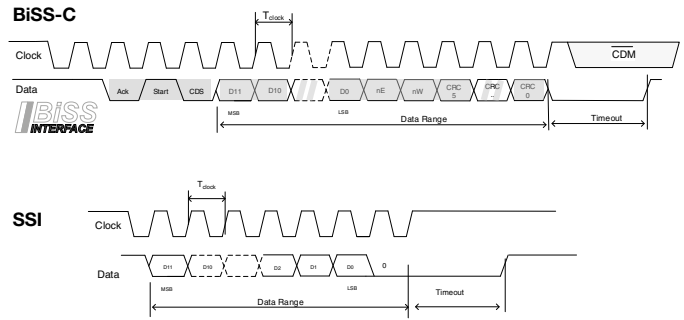 BiSS-C
Tclock
Clock
CDM
Data
Ack Start CDS D11 D10 D0 nE nW CRC 5 CRC .. CRC 0
BiSS
INTERFACE
MSB
LSB
Data Range
Timeout
Tclock
SSI
Clock
Data
D11 D10 D2 D1 D0 0
MSB
LSB
Data Range
Timeout